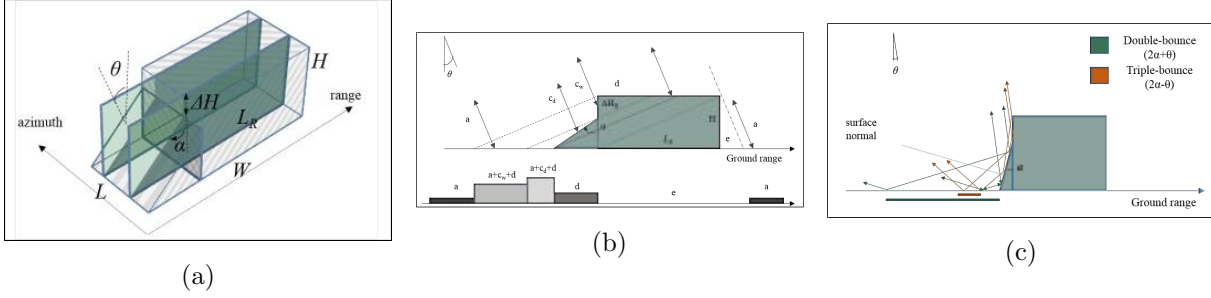 θ
H
ΔH
range
azimuth
L_R
α
W
L
(a)
θ
d
c_w
c_d
ΔH
a
a
H
L_R
e
Ground range
a+c_d+d
a+c_w+d
a
d
e
a
(b)
θ
Double-bounce
(2α+θ)
Triple-bounce
(2α-θ)
surface
normal
Ground range
(c)